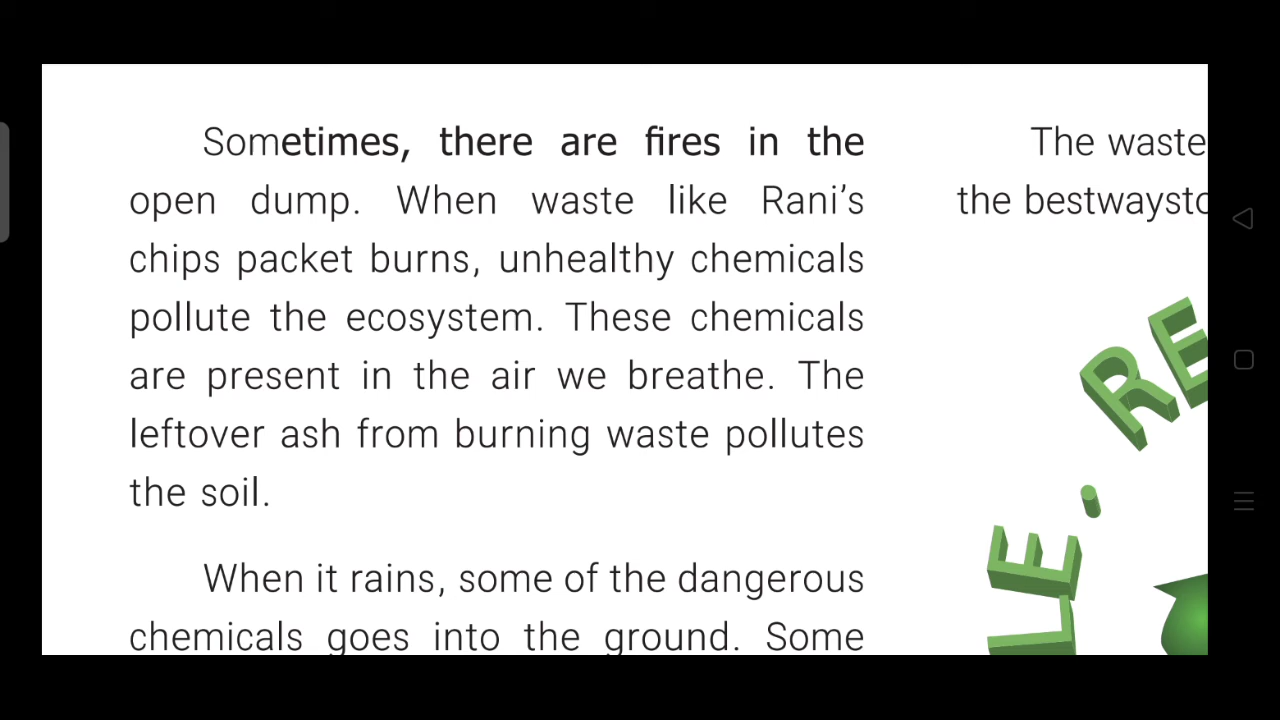 Sometimes, there are fires in the
open dump. When waste like Rani’s
chips packet burns, unhealthy chemicals
pollute the ecosystem. These chemicals
are present in the air we breathe. The
leftover ash from burning waste pollutes
the soil.
When it rains, some of the dangerous
chemicals goes into the ground. Some
The waste
the bestwaysto
RE
LE,